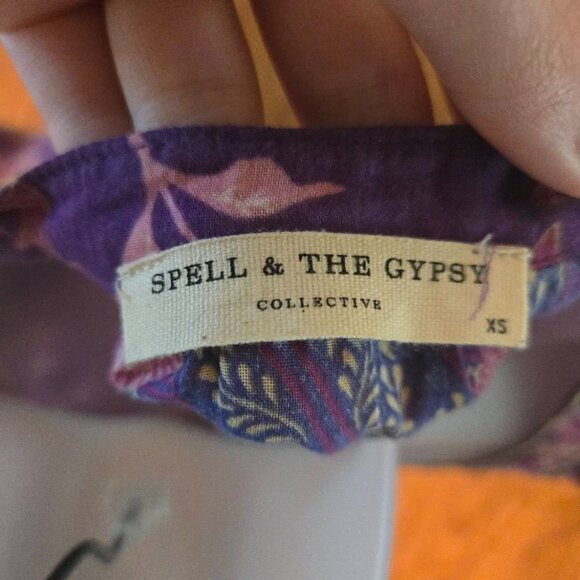 SPELL & THE GYPSY
COLLECTIVE
XS